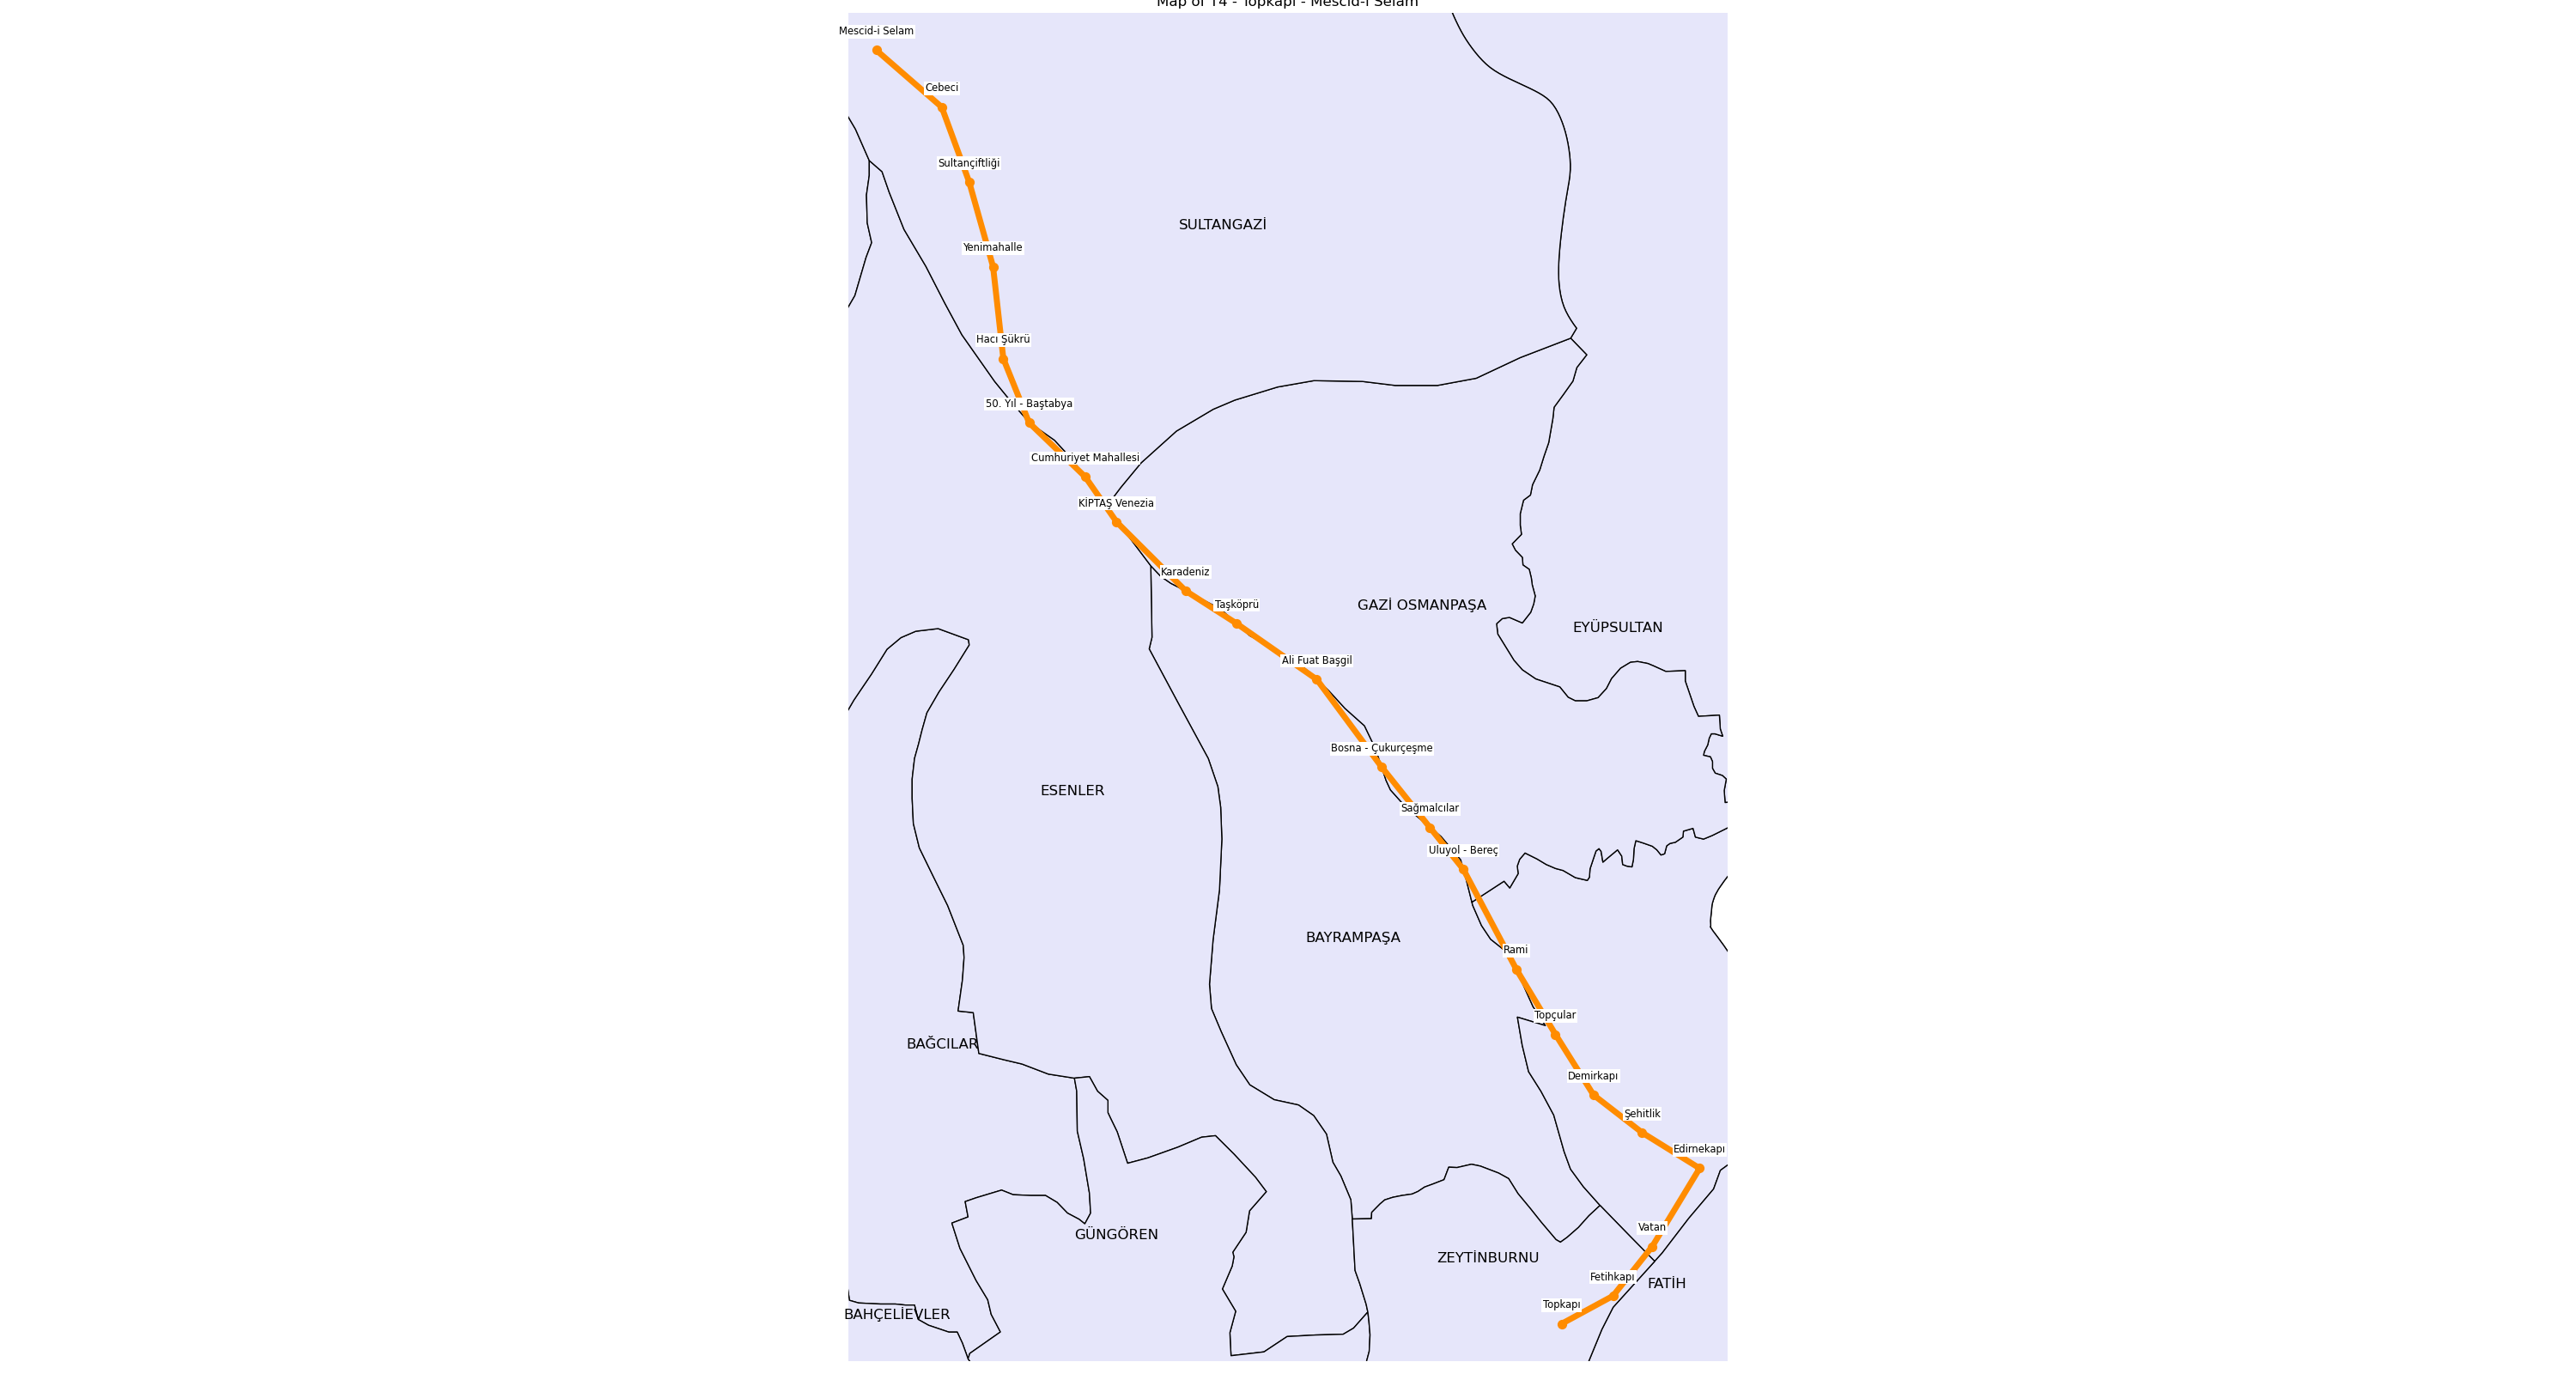 Map of T4 - Topkapı - Mescid-i Selam
Mescid-i Selam
Cebeci
Sultançiftliği
SULTANGAZİ
Yenimahalle
Hacı Şükrü
50. Yıl - Baştabya
Cumhuriyet Mahallesi
KİPTAŞ Venezia
Karadeniz
Taşköprü
GAZİ OSMANPAŞA
EYÜPSULTAN
Ali Fuat Başgil
Bosna - Çukurçeşme
ESENLER
Sağmalcılar
Uluyol - Bereç
BAYRAMPAŞA
Rami
Topçular
BAĞCILAR
Demirkapı
Şehitlik
Edirnekapı
Vatan
GÜNGÖREN
ZEYTİNBURNU
Fetihkapı
FATİH
Topkapı
BAHÇELİEVLER